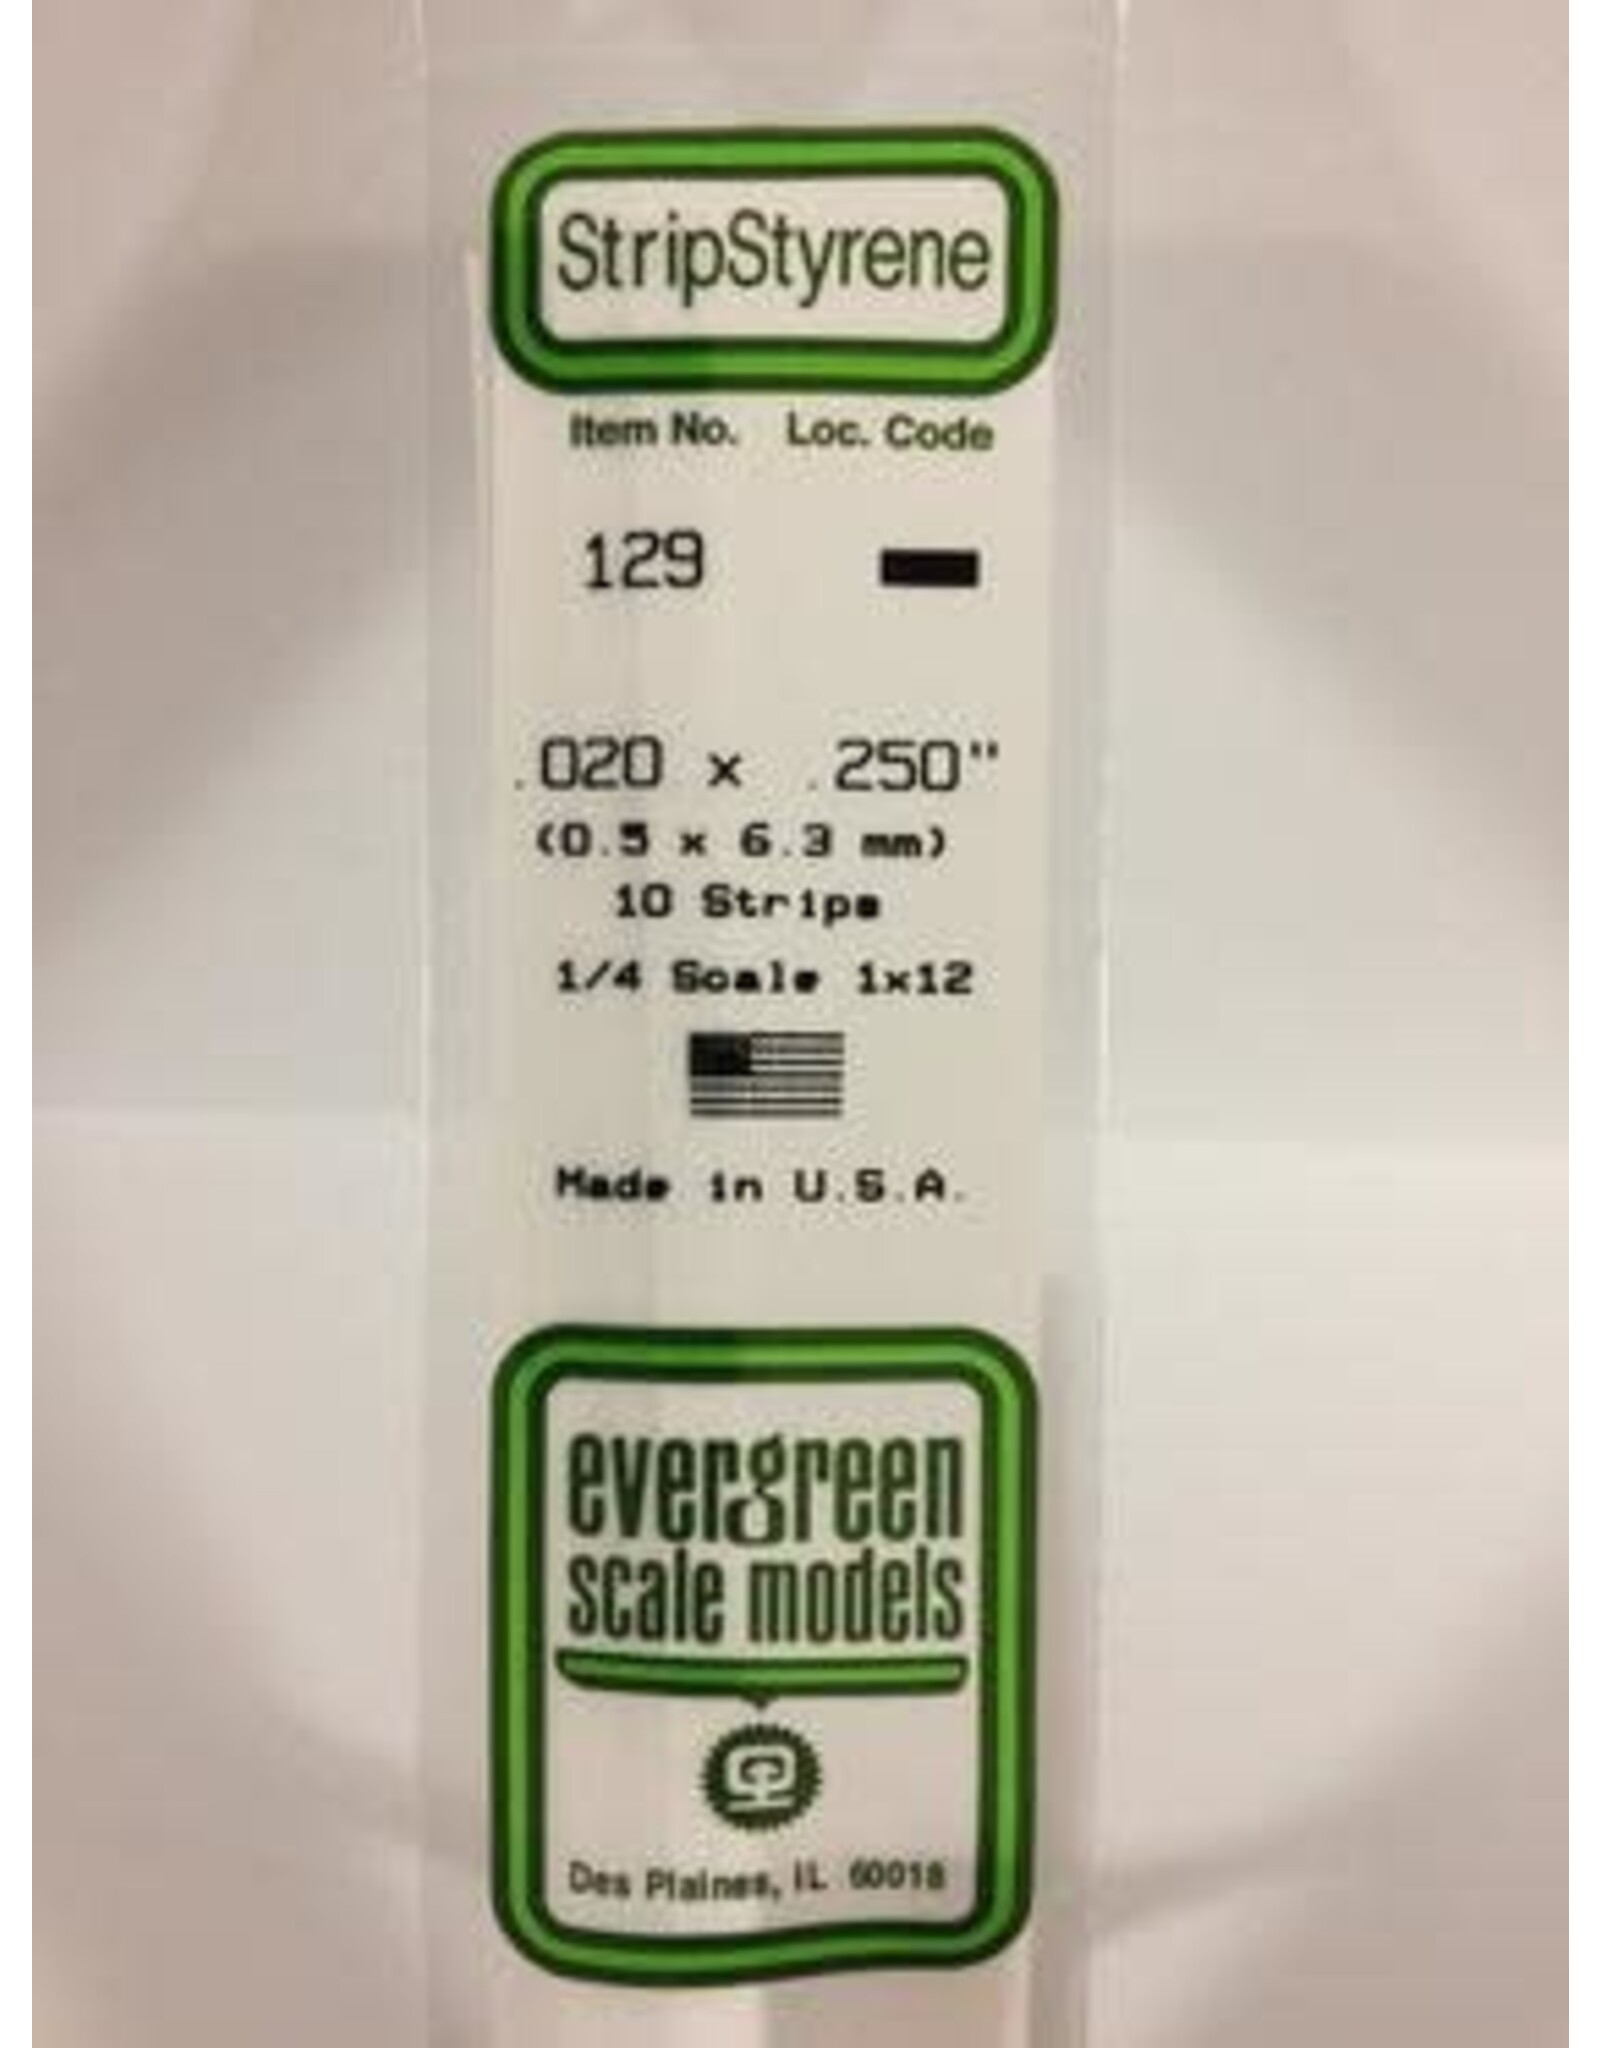 StripStyrene
Item No. Loc. Code
129
.020 x .250"
(0.5 x 6.3 mm)
10 Strips
1/4 Scale 1x12
Made in U.S.A.
evergreen
scale models
Des Plaines, IL 60018